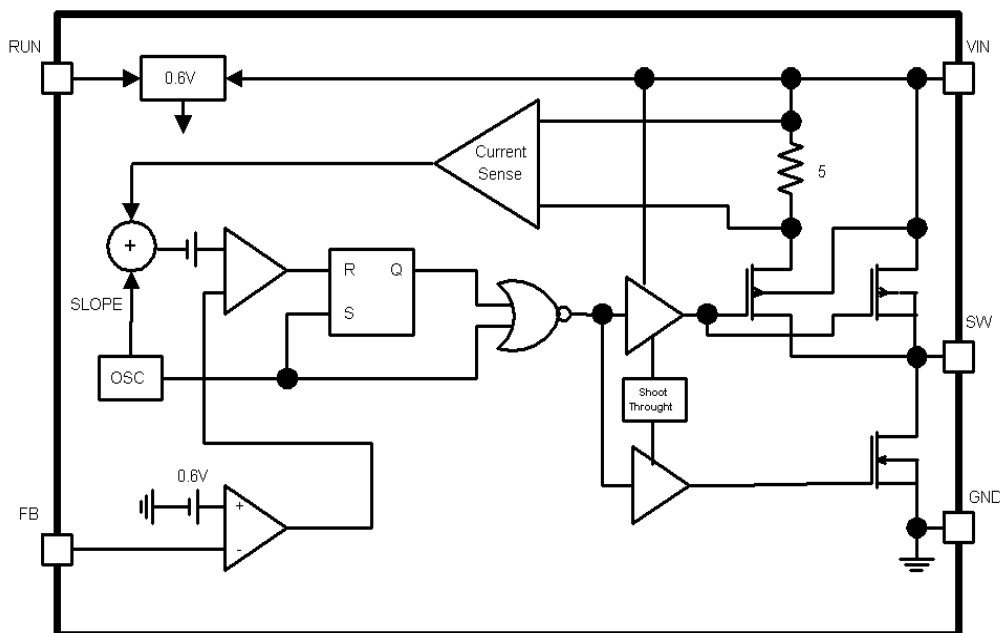 RUN
VIN
0.6V
Current
Sense
5
+
R
Q
S
SLOPE
SW
OSC
Shoot
Throught
0.6V
GND
FB
+
-